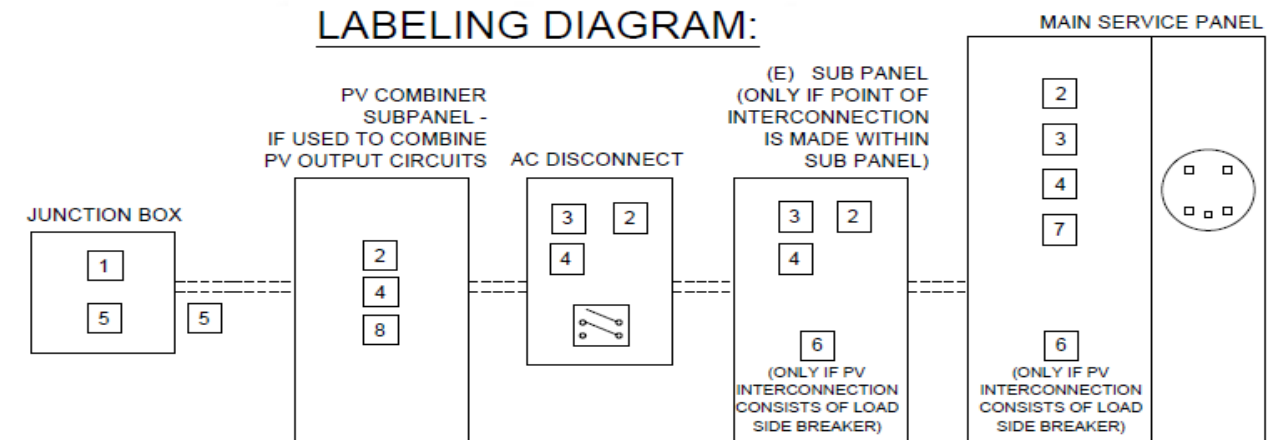 LABELING DIAGRAM:
MAIN SERVICE PANEL
(E) SUB PANEL
(ONLY IF POINT OF
INTERCONNECTION
IS MADE WITHIN
SUB PANEL)
PV COMBINER
SUBPANEL -
IF USED TO COMBINE
PV OUTPUT CIRCUITS
AC DISCONNECT
JUNCTION BOX
1
5
5
2
4
8
3 2
4
3 2
4
6
(ONLY IF PV
INTERCONNECTION
CONSISTS OF LOAD
SIDE BREAKER)
2
3
4
7
6
(ONLY IF PV
INTERCONNECTION
CONSISTS OF LOAD
SIDE BREAKER)